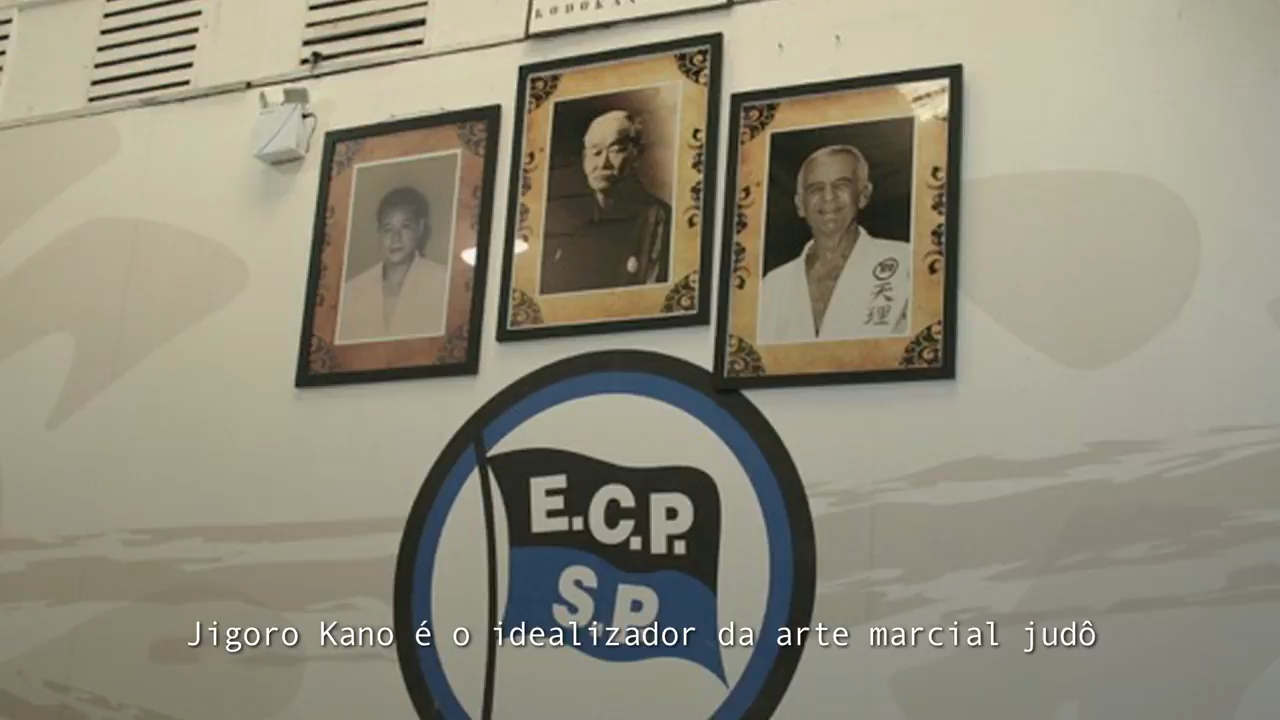 KODOKAN
天
理
E.C.P.
S.P.
Jigoro Kano é o idealizador da arte marcial judô